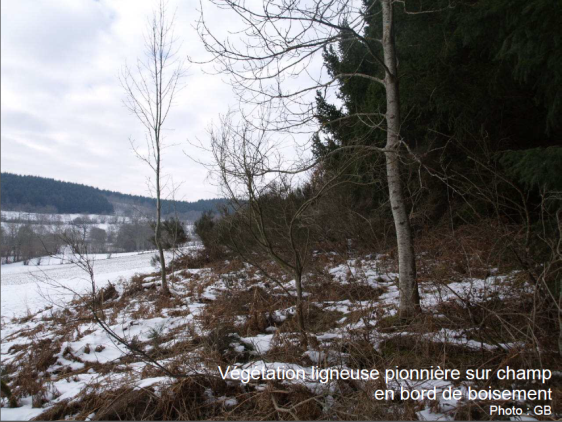 Végétation ligneuse pionnière sur champ
en bord de boisement
Photo : GB